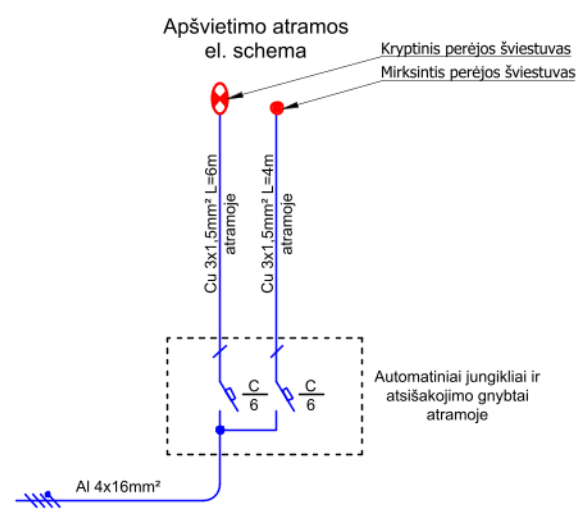 Apšvietimo atramos
el. schema
Kryptinis perėjos šviestuvas
Mirksintis perėjos šviestuvas
Cu 3x1,5mm² L=6m
atramoje
Cu 3x1,5mm² L=4m
atramoje
C
6
C
6
Automatiniai jungikliai ir
atsišakojimo gnybtai
atramoje
Al 4x16mm²